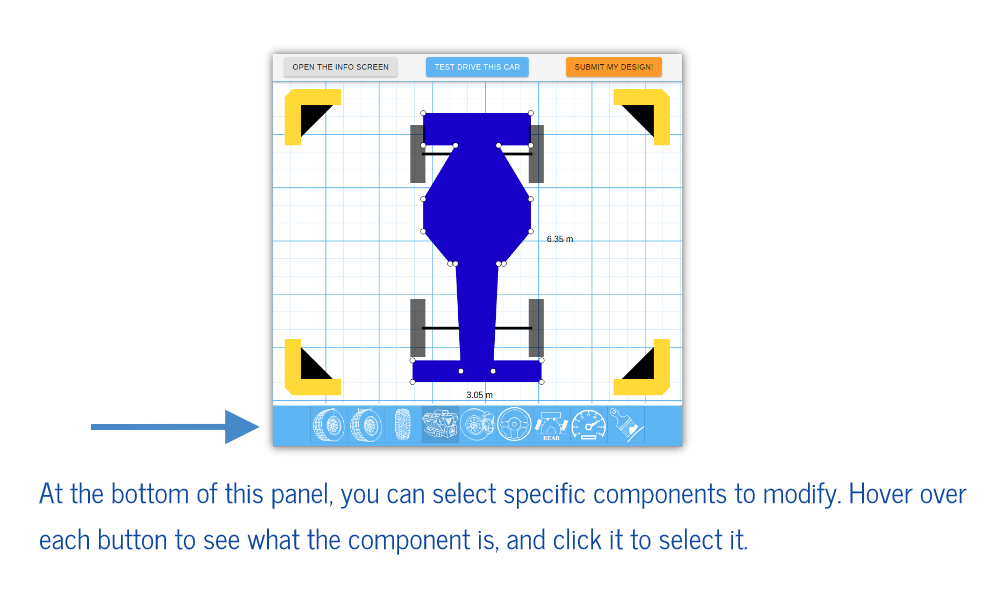 OPEN THE INFO SCREEN TEST DRIVE THIS CAR SUBMIT MY DESIGN!
6.35 m
3.05 m
REAR
At the bottom of this panel, you can select specific components to modify. Hover over
each button to see what the component is, and click it to select it.